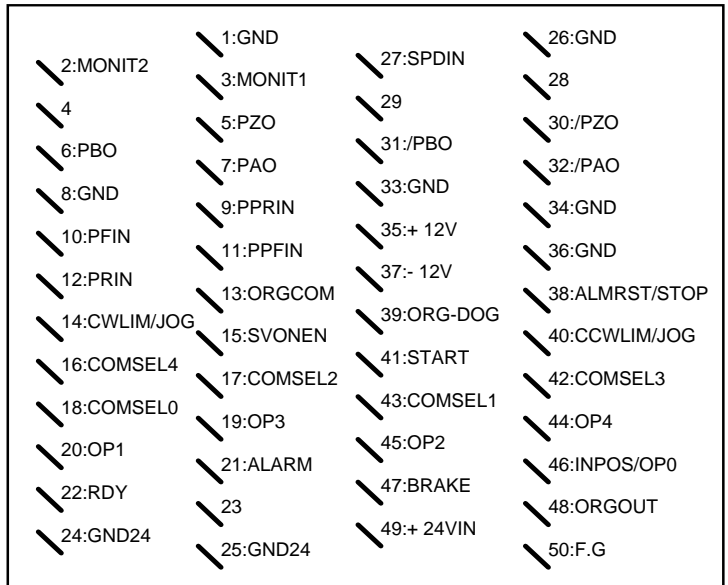 1:GND
26:GND
2:MONIT2
27:SPDIN
3:MONIT1
28
4
29
5:PZO
30:/PZO
6:PBO
31:/PBO
7:PAO
32:/PAO
8:GND
33:GND
9:PPRIN
34:GND
10:PFIN
35:+ 12V
11:PPFIN
36:GND
12:PRIN
37:- 12V
13:ORGCOM
38:ALMRST/STOP
14:CWLIM/JOG
39:ORG-DOG
15:SVONEN
40:CCWLIM/JOG
16:COMSEL4
41:START
17:COMSEL2
42:COMSEL3
18:COMSEL0
43:COMSEL1
19:OP3
44:OP4
20:OP1
45:OP2
21:ALARM
46:INPOS/OP0
22:RDY
47:BRAKE
23
48:ORGOUT
24:GND24
49:+ 24VIN
25:GND24
50:F.G